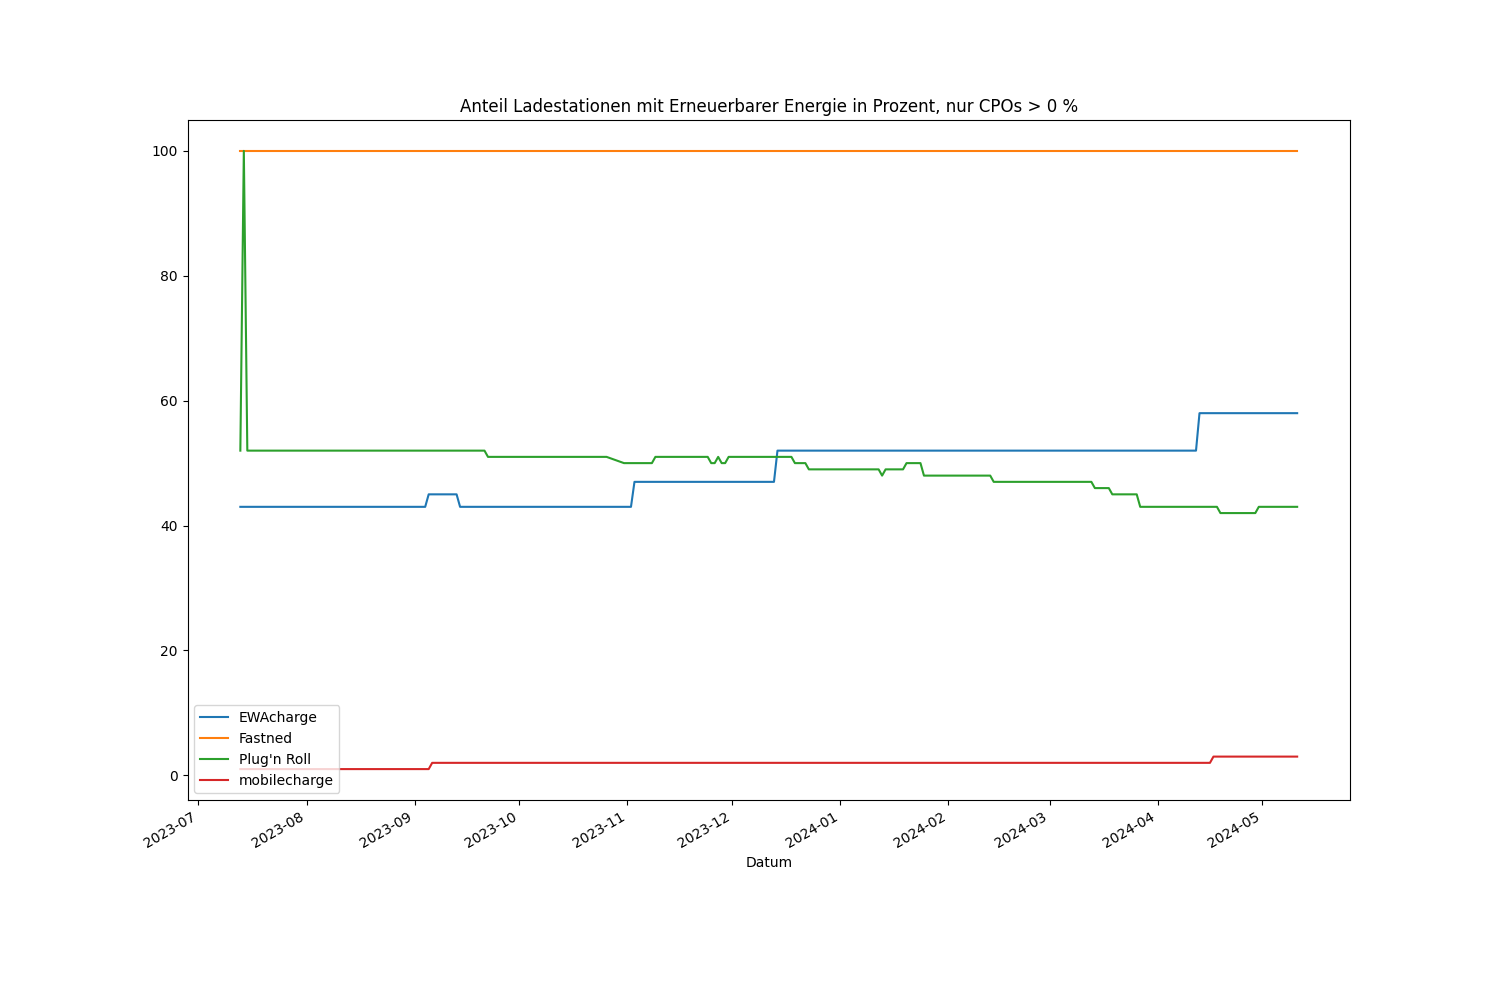 Anteil Ladestationen mit Erneuerbarer Energie in Prozent, nur CPOs > 0 %
100
80
60
40
20
0
EWAcharge
Fastned
Plug'n Roll
mobilecharge
2023-07
2023-08
2023-09
2023-10
2023-11
2023-12
2024-01
2024-02
2024-03
2024-04
2024-05
Datum